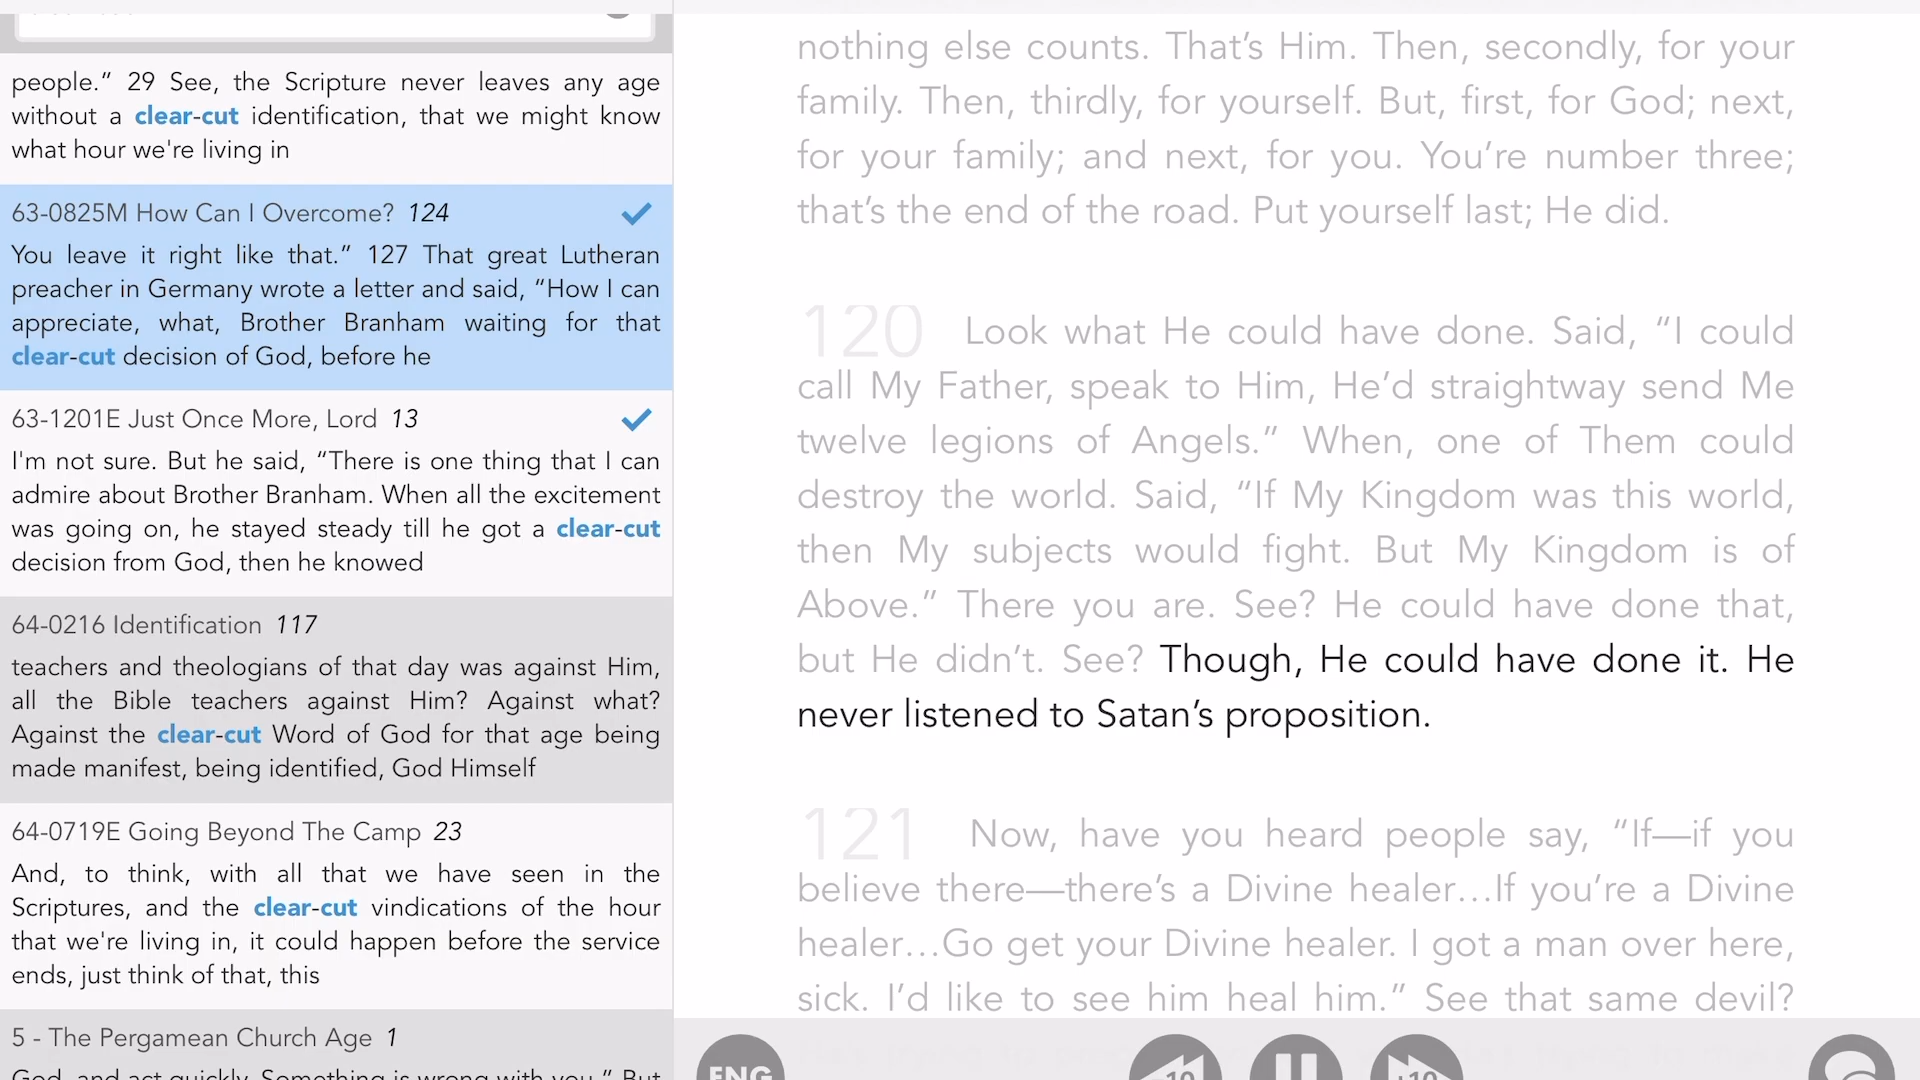 people.” 29 See, the Scripture never leaves any age
without a clear-cut identification, that we might know
what hour we're living in
63-0825M How Can I Overcome? 124
You leave it right like that.” 127 That great Lutheran
preacher in Germany wrote a letter and said, “How I can
appreciate, what, Brother Branham waiting for that
clear-cut decision of God, before he
63-1201E Just Once More, Lord 13
I'm not sure. But he said, “There is one thing that I can
admire about Brother Branham. When all the excitement
was going on, he stayed steady till he got a clear-cut
decision from God, then he knowed
64-0216 Identification 117
teachers and theologians of that day was against Him,
all the Bible teachers against Him? Against what?
Against the clear-cut Word of God for that age being
made manifest, being identified, God Himself
64-0719E Going Beyond The Camp 23
And, to think, with all that we have seen in the
Scriptures, and the clear-cut vindications of the hour
that we're living in, it could happen before the service
ends, just think of that, this
5 - The Pergamean Church Age 1
God, and act quickly. Something is wrong with you.” But
nothing else counts. That’s Him. Then, secondly, for your
family. Then, thirdly, for yourself. But, first, for God; next,
for your family; and next, for you. You’re number three;
that’s the end of the road. Put yourself last; He did.
120 Look what He could have done. Said, “I could
call My Father, speak to Him, He’d straightway send Me
twelve legions of Angels.” When, one of Them could
destroy the world. Said, “If My Kingdom was this world,
then My subjects would fight. But My Kingdom is of
Above.” There you are. See? He could have done that,
but He didn’t. See? Though, He could have done it. He
never listened to Satan’s proposition.
121 Now, have you heard people say, “If—if you
believe there—there’s a Divine healer…If you’re a Divine
healer…Go get your Divine healer. I got a man over here,
sick. I’d like to see him heal him.” See that same devil?
ENG
-10
+10